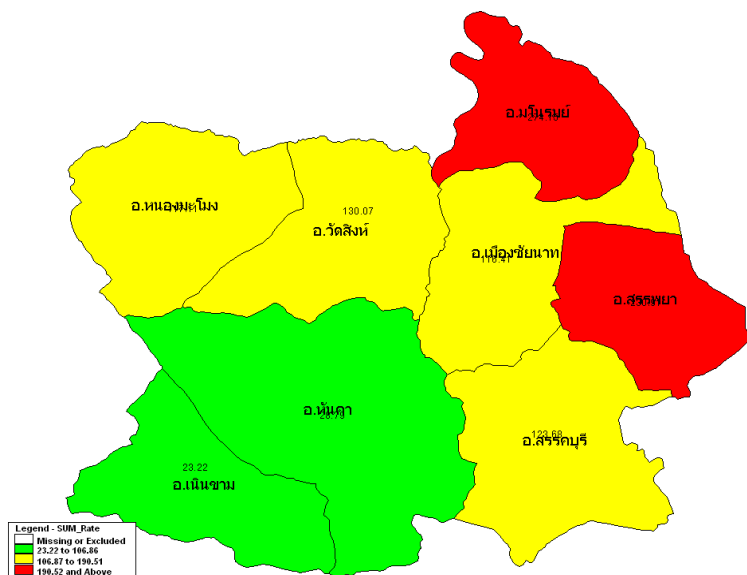 อ.มโนรมย์
อ.หนองมะโมง
130.07
อ.วัดสิงห์
อ.เมืองชัยนาท
116.41
อ.สรรพยา
อ.หันคา
123.68
อ.สรรคบุรี
23.22
อ.เนินขาม
Legend - SUM_Rate
Missing or Excluded
23.22 to 106.86
106.87 to 190.51
190.52 and Above